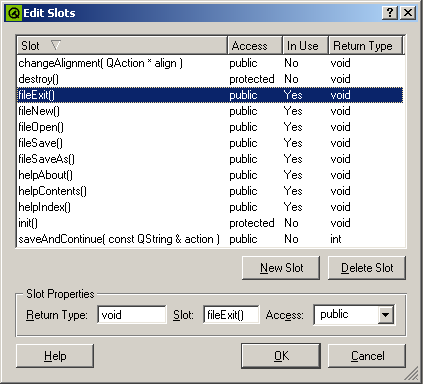 Edit Slots
Slot Access In Use Return Type
changeAlignment( QAction * align ) public No void
destroy() protected No void
fileExit() public Yes void
fileNew() public Yes void
fileOpen() public Yes void
fileSave() public Yes void
fileSaveAs() public Yes void
helpAbout() public Yes void
helpContents() public Yes void
helpIndex() public Yes void
init() protected No void
saveAndContinue( const QString & action ) public No int
New Slot Delete Slot
Slot Properties
Return Type: void Slot: fileExit() Access: public
Help OK Cancel